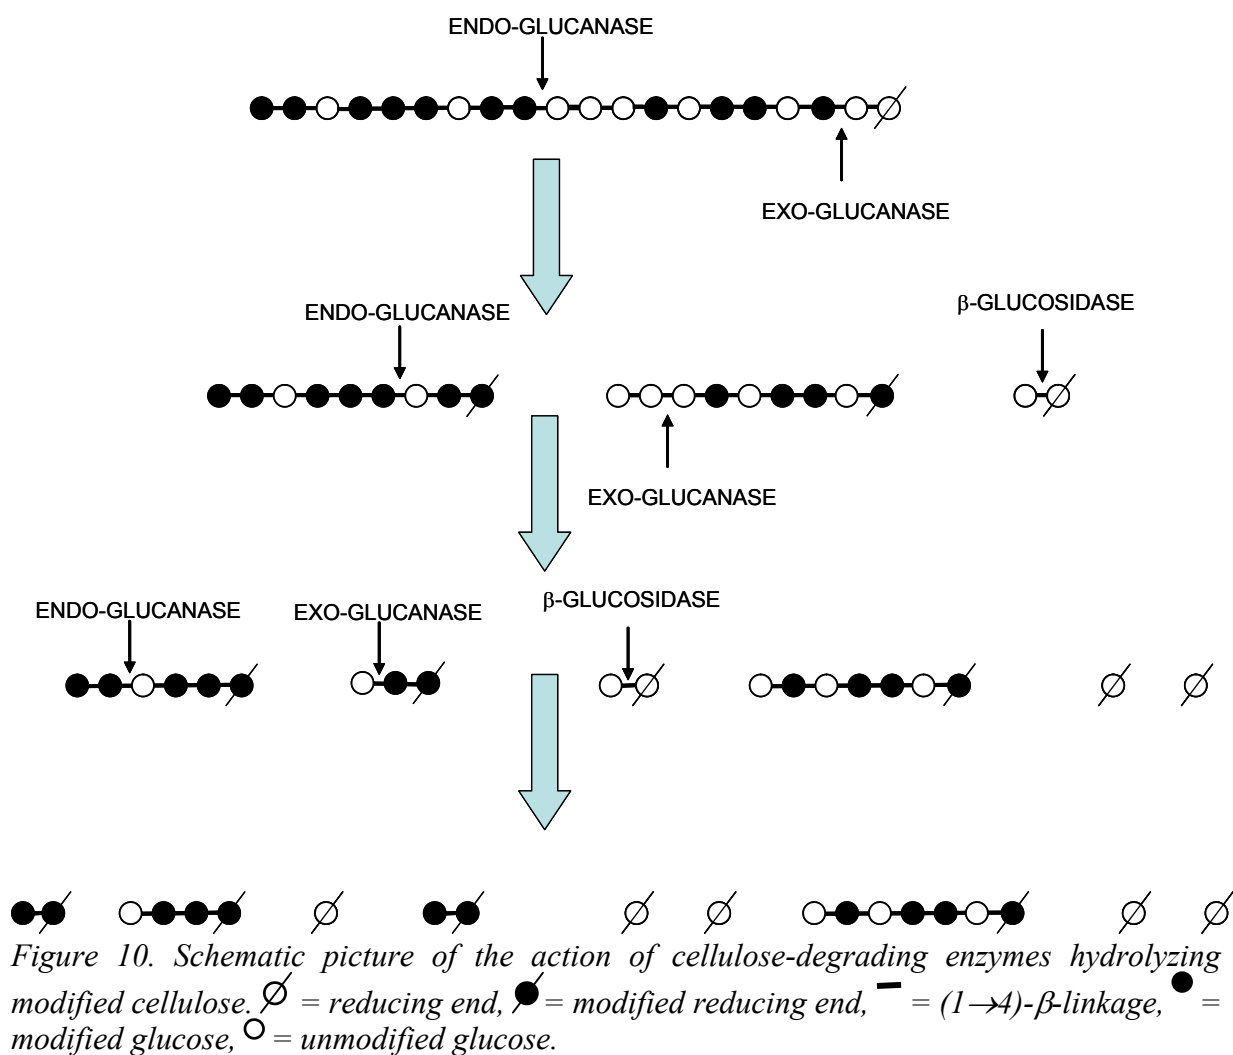 ENDO-GLUCANASE
EXO-GLUCANASE
ENDO-GLUCANASE
β-GLUCOSIDASE
EXO-GLUCANASE
ENDO-GLUCANASE
EXO-GLUCANASE
β-GLUCOSIDASE
Figure 10. Schematic picture of the action of cellulose-degrading enzymes hydrolyzing
modified cellulose. = reducing end, = modified reducing end, = (1→4)-β-linkage, =
modified glucose, = unmodified glucose.